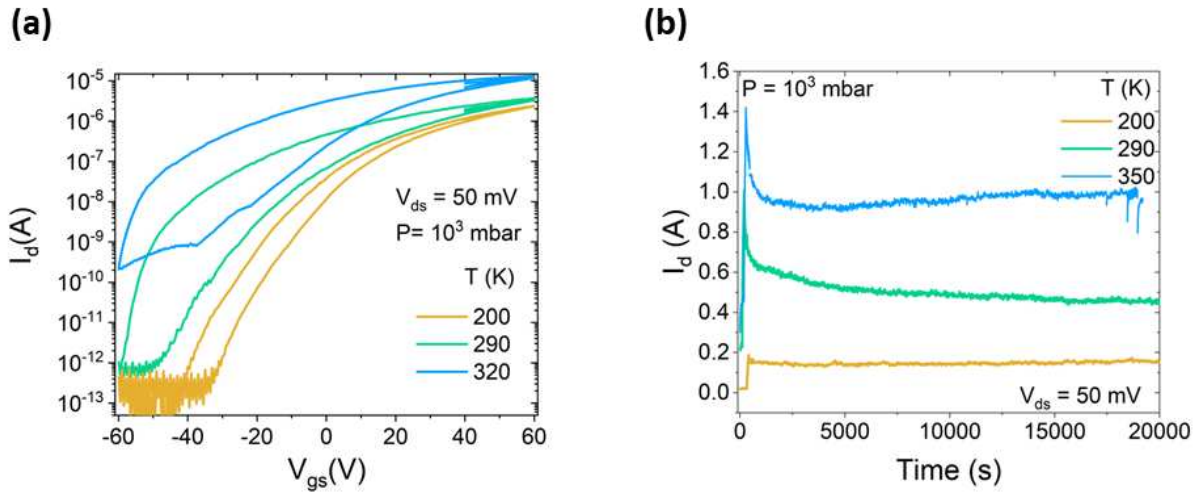 (a)
10⁻⁵
10⁻⁶
10⁻⁷
10⁻⁸
10⁻⁹
10⁻¹⁰
10⁻¹¹
10⁻¹²
10⁻¹³
I_d(A)
V_ds = 50 mV
P= 10³ mbar
T (K)
200
290
320
-60 -40 -20 0 20 40 60
V_gs(V)
(b)
1.6
1.4
1.2
1.0
0.8
0.6
0.4
0.2
0.0
I_d (A)
P = 10³ mbar
T (K)
200
290
350
V_ds = 50 mV
0 5000 10000 15000 20000
Time (s)